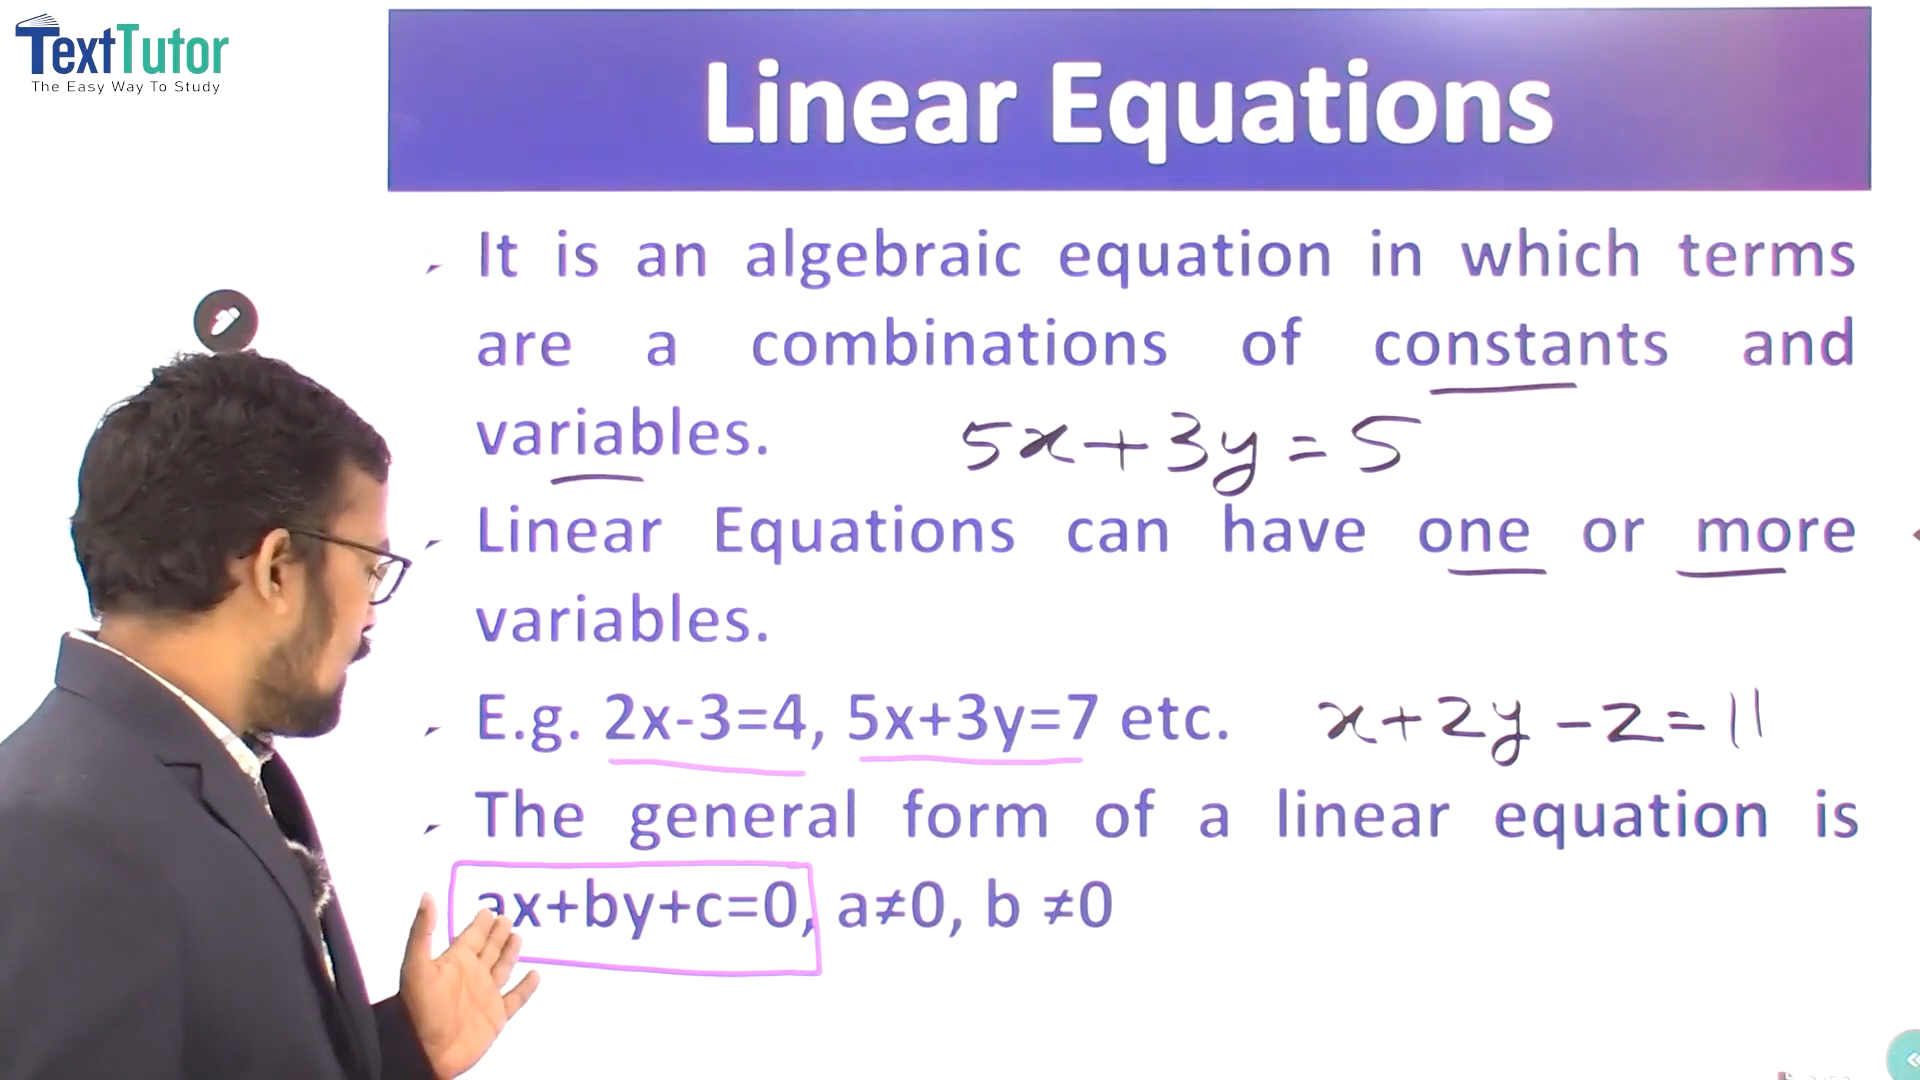 TextTutor
The Easy Way To Study
Linear Equations
It is an algebraic equation in which terms
are a combinations of constants and
variables. 5x+3y=5
Linear Equations can have one or more
variables.
E.g. 2x-3=4, 5x+3y=7 etc. x+2y-z=11
The general form of a linear equation is
ax+by+c=0, a≠0, b ≠0